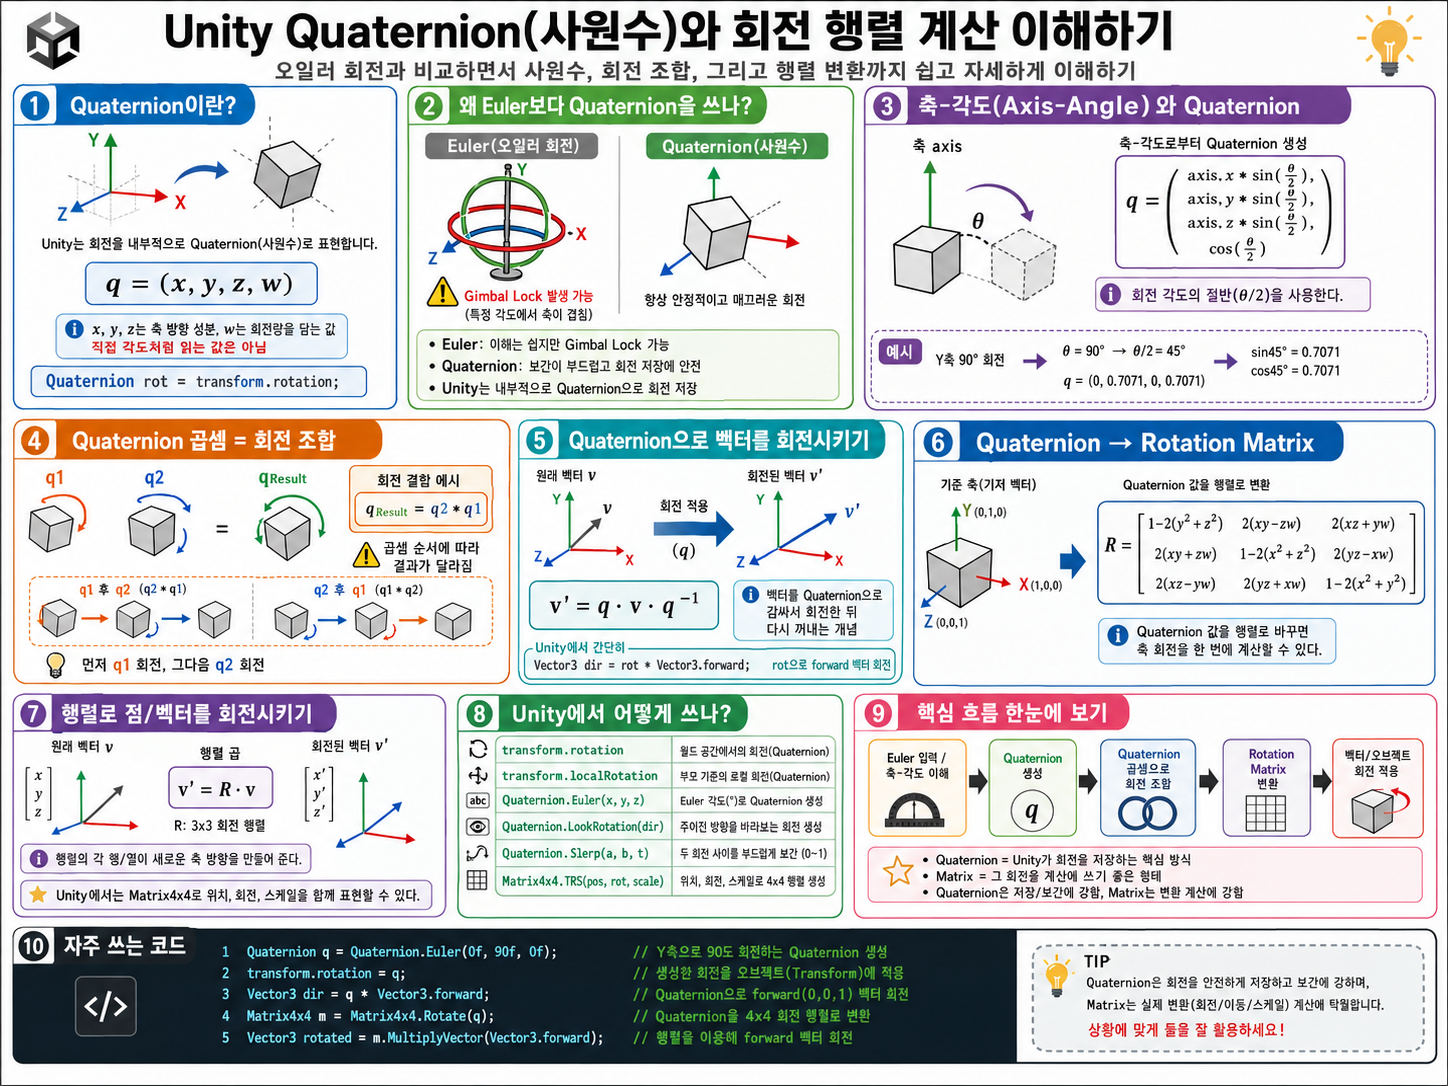 Unity Quaternion(사원수)와 회전 행렬 계산 이해하기
오일러 회전과 비교하면서 사원수, 회전 조합, 그리고 행렬 변환까지 쉽고 자세하게 이해하기
1 Quaternion이란?
Y
X
Z
Unity는 회전을 내부적으로 Quaternion(사원수)로 표현합니다.
q = (x, y, z, w)
i x, y, z는 축 방향 성분, w는 회전량을 담는 값
직접 각도처럼 읽는 값은 아님
Quaternion rot = transform.rotation;
2 왜 Euler보다 Quaternion을 쓰나?
Euler(오일러 회전)
Y
X
Z
Gimbal Lock 발생 가능
(특정 각도에서 축이 겹침)
Quaternion(사원수)
항상 안정적이고 매끄러운 회전
• Euler: 이해는 쉽지만 Gimbal Lock 가능
• Quaternion: 보간이 부드럽고 회전 저장에 안전
• Unity는 내부적으로 Quaternion으로 회전 저장
3 축-각도(Axis-Angle) 와 Quaternion
축 axis
θ
축-각도로부터 Quaternion 생성
q = ( axis.x * sin(θ/2),
axis,y * sin(θ/2),
axis.z * sin(θ/2),
cos(θ/2) )
i 회전 각도의 절반(θ/2)을 사용한다.
예시
Y축 90° 회전
θ = 90° → θ/2= 45°
q = (0, 0.7071, 0, 0.7071)
sin45° = 0.7071
cos45° = 0.7071
4 Quaternion 곱셈 = 회전 조합
q1
q2
=
qResult
회전 결합 에시
qResult = q2 * q1
곱셈 순서에 따라
결과가 달라짐
q1 후 q2 (q2*q1)
q2 후 q1 (q1*q2)
먼저 q1 회전, 그다음 q2 회전
5 Quaternion으로 벡터를 회전시키기
원래 벡터 v
Y
v
Z
X
회전 적용
(q)
회전된 벡터 v'
Y
v'
Z
X
v' = q · v · q⁻¹
i 벡터를 Quaternion으로
감싸서 회전한 뒤
다시 꺼내는 개념
Unity에서 간단히
Vector3 dir = rot * Vector3.forward; rot으로 forward 벡터 회전
6 Quaternion → Rotation Matrix
기준 축(기저 벡터)
Y (0,1,0)
X (1,0,0)
Z (0,0,1)
Quaternion 값을 행렬로 변환
R = [ 1-2(y²+z²) 2(xy-zw) 2(xz+yw)
2(xy+zw) 1-2(x²+z²) 2(yz-xw)
2(xz-yw) 2(yz+xw) 1-2(x²+y²) ]
i Quaternion 값을 행렬로 바꾸면
축 회전을 한 번에 계산할 수 있다.
7 행렬로 점/벡터를 회전시키기
원래 벡터 v
[x
y
z]
행렬 곱
v' = R · v
R: 3x3 회전 행렬
회전된 벡터 v'
[x'
y'
z']
i 행렬의 각 행/열이 새로운 축 방향을 만들어 준다.
Unity에서는 Matrix4x4로 위치, 회전, 스케일을 함께 표현할 수 있다.
8 Unity에서 어떻게 쓰나?
transform.rotation 월드 공간에서의 회전(Quaternion)
transform.localRotation 부모 기준의 로컬 회전(Quaternion)
abc Quaternion.Euler(x, y, z) Euler 각도(°)로 Quaternion 생성
Quaternion.LookRotation(dir) 주이전 방향을 바라보는 회전 생성
Quaternion.Slerp(a, b, t) 두 회전 사이를 부드럽게 보간 (0~1)
Matrix4x4.TRS(pos, rot, scale) 위치, 회전, 스케일로 4x4 행렬 생성
9 핵심 흐름 한눈에 보기
Euler 입력 /
축-각도 이해
Quaternion
생성
q
Quaternion
곱셈으로
회전 조합
Rotation
Matrix
변환
벡터/오브잭트
회전 적용
• Quaternion = Unity가 회전을 저장하는 핵심 방식
• Matrix = 그 회전을 계산에 쓰기 좋은 형테
• Quaternion은 저장/보간에 강함, Matrix는 변환 계산에 강함
10 자주 쓰는 코드
</>
1 Quaternion q = Quaternion.Euler(0f, 90f, 0f); // Y축으로 90도 회전하는 Quaternion 생성
2 transform.rotation = q; // 생성한 회전을 오브젝트(Transform)에 적용
3 Vector3 dir = q * Vector3.forward; // Quaternion으로 forward(0,0,1) 벡터 회전
4 Matrix4x4 m = Matrix4x4.Rotate(q); // Quaternion을 4x4 회전 행렬로 변환
5 Vector3 rotated = m.MultiplyVector(Vector3.forward); // 행렬을 이용해 forward 벡터 회전
TIP
Quaternion은 회전을 안전하게 저장하고 보간에 강하며,
Matrix는 실제 변환(회전/이동/스케일) 계산에 탁월합니다.
상황에 맞게 둘을 잘 활용하세요!